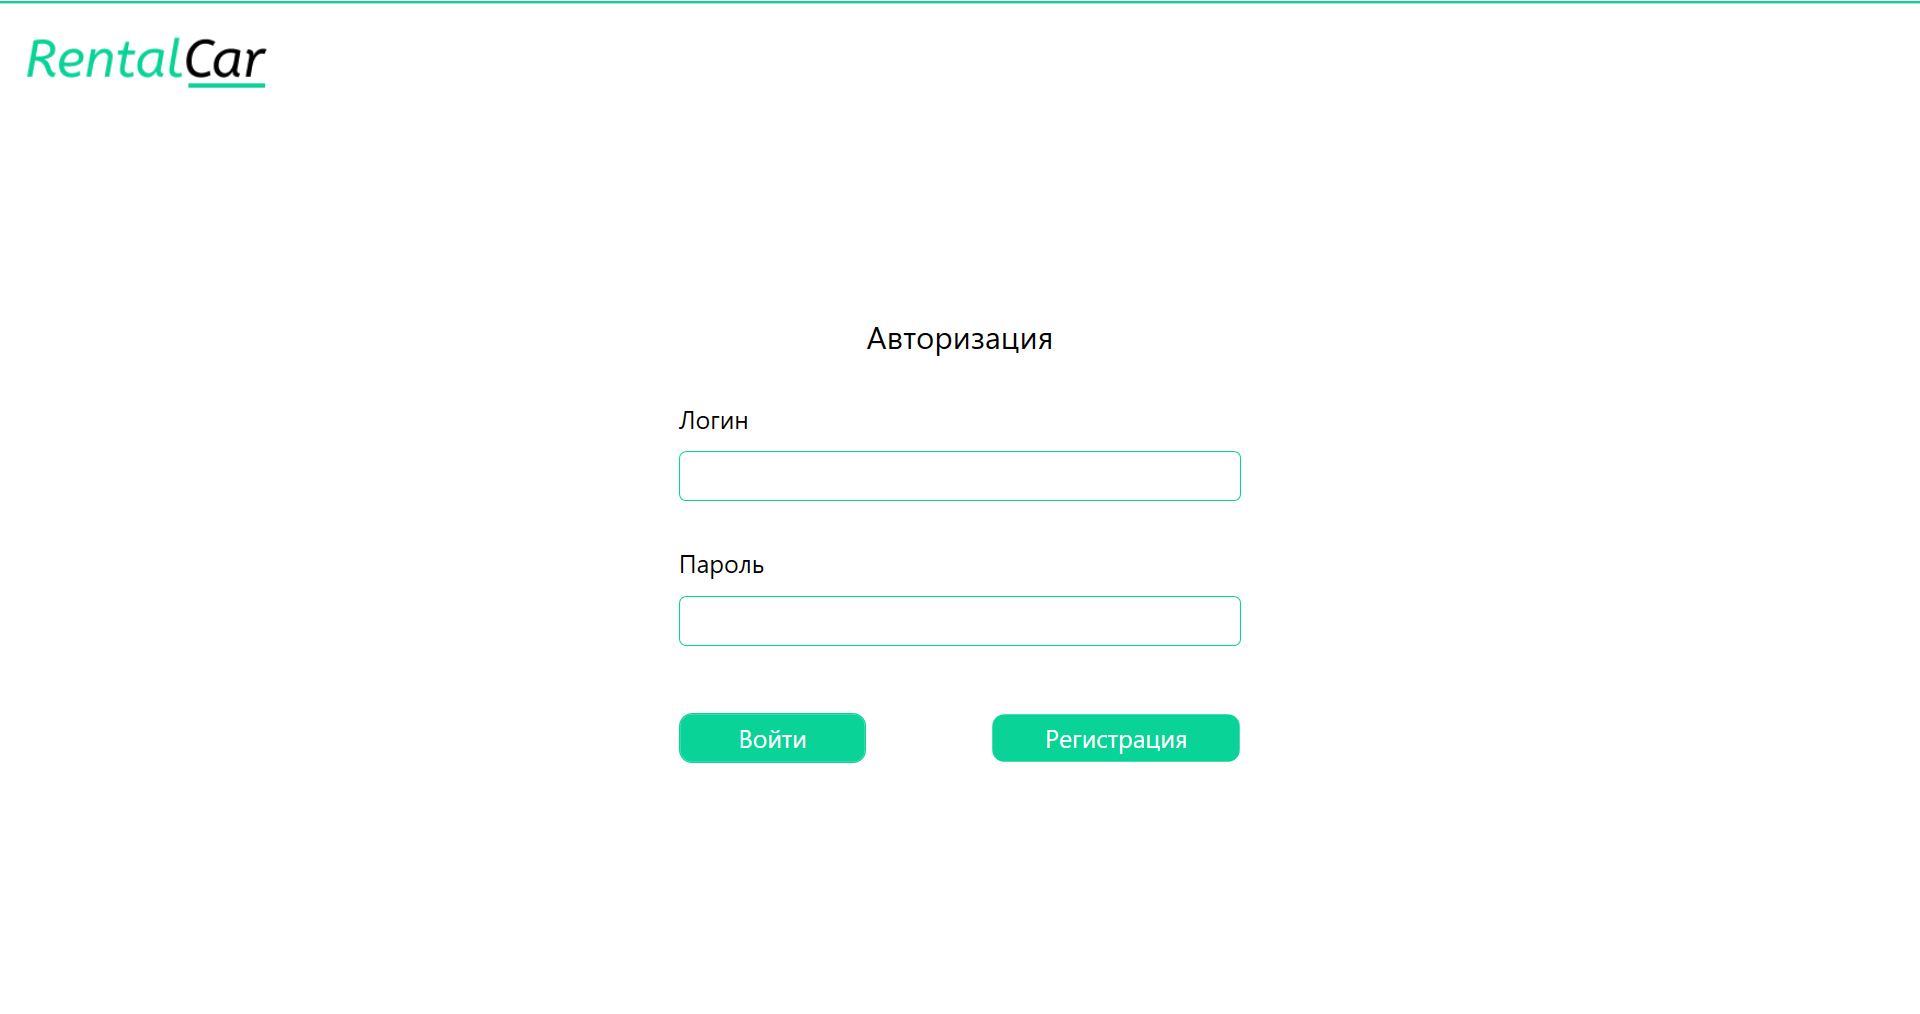 RentalCar
Авторизация
Логин
Пароль
Войти
Регистрация